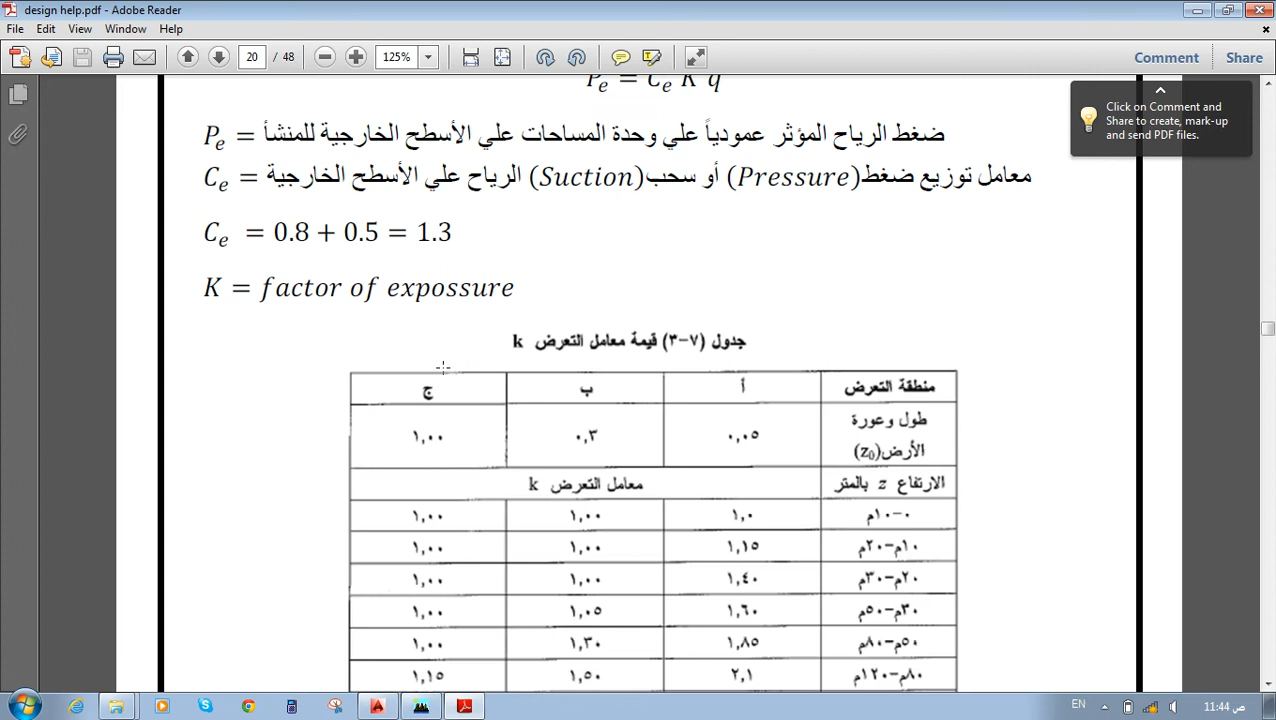 design help.pdf - Adobe Reader
File Edit View Window Help
20 / 48 125% Comment Share
Pₑ = Cₑ K q
Click on Comment and
Share to create, mark-up
and send PDF files.
Pₑ = ضغط الرياح المؤثر عمودياً علي وحدة المساحات علي الأسطح الخارجية للمنشأ
Cₑ = معامل توزيع ضغط(Pressure) أو سحب(Suction) الرياح علي الأسطح الخارجية
Cₑ = 0.8 + 0.5 = 1.3
K = factor of expossure
جدول (٧-٣) قيمة معامل التعرض k
منطقة التعرض أ ب ج
طول وعورة
الأرض(z₀) ٠,٠٥ ٠,٣ ١,٠٠
الارتفاع z بالمتر معامل التعرض k
٠-١٠م ١,٠ ١,٠٠ ١,٠٠
١٠م-٢٠م ١,١٥ ١,٠٠ ١,٠٠
٢٠م-٣٠م ١,٤٠ ١,٠٠ ١,٠٠
٣٠م-٥٠م ١,٦٠ ١,٠٥ ١,٠٠
٥٠م-٨٠م ١,٨٥ ١,٣٠ ١,٠٠
٨٠م-١٢٠م ٢,١ ١,٥٠ ١,١٥
EN 11:44 ص